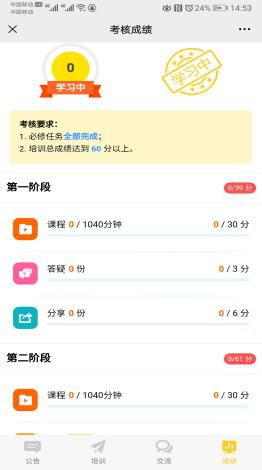 中国移动 HD 46 46
中国移动
24% 14:53
考核成绩
0
学习中
学习中
考核要求：
1. 必修任务全部完成；
2. 培训总成绩达到 60 分以上。
第一阶段
0/39 分
课程 0 / 1040分钟
0 / 30 分
答疑 0 份
0 / 3 分
分享 0 份
0 / 6 分
第二阶段
0/61 分
课程 0 / 1040分钟
0 / 30 分
公告
培训
交流
成绩